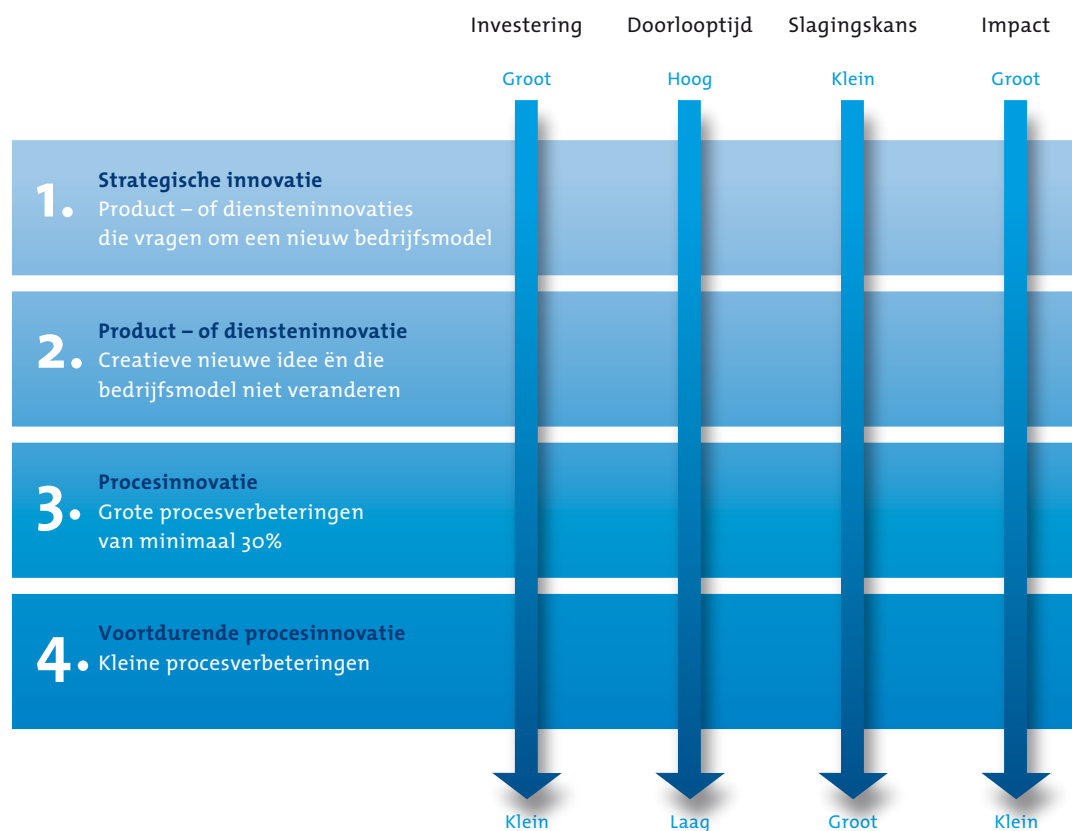 Investering Doorlooptijd Slagingskans Impact
Groot Hoog Klein Groot
1. Strategische innovatie
Product – of diensteninnovaties
die vragen om een nieuw bedrijfsmodel
2. Product – of diensteninnovatie
Creatieve nieuwe idee ën die
bedrijfsmodel niet veranderen
3. Procesinnovatie
Grote procesverbeteringen
van minimaal 30%
4. Voortdurende procesinnovatie
Kleine procesverbeteringen
Klein Laag Groot Klein